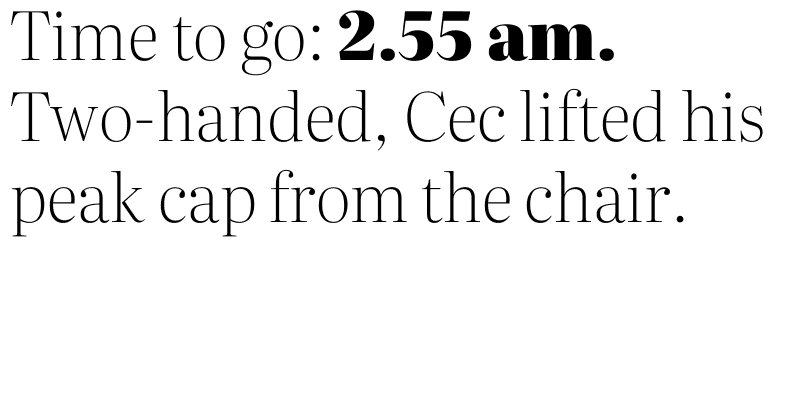 Time to go: 2.55 am.
Two-handed, Cec lifted his
peak cap from the chair.